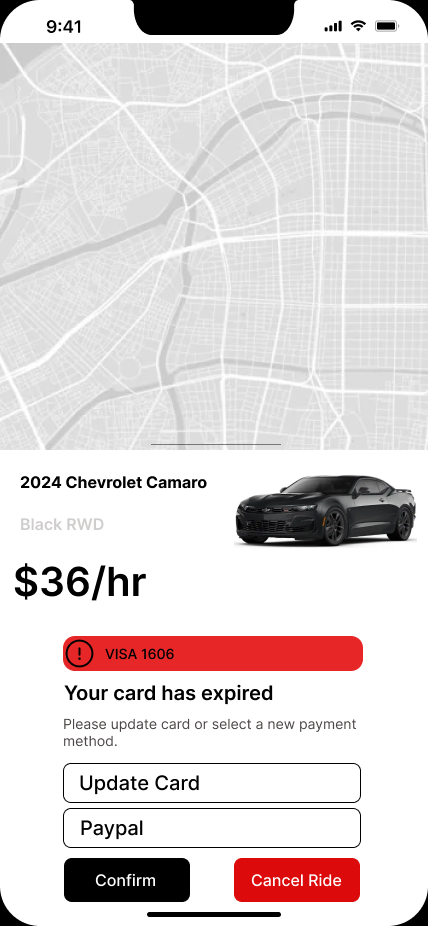 9:41
2024 Chevrolet Camaro
Black RWD
$36/hr
VISA 1606
Your card has expired
Please update card or select a new payment
method.
Update Card
Paypal
Confirm
Cancel Ride